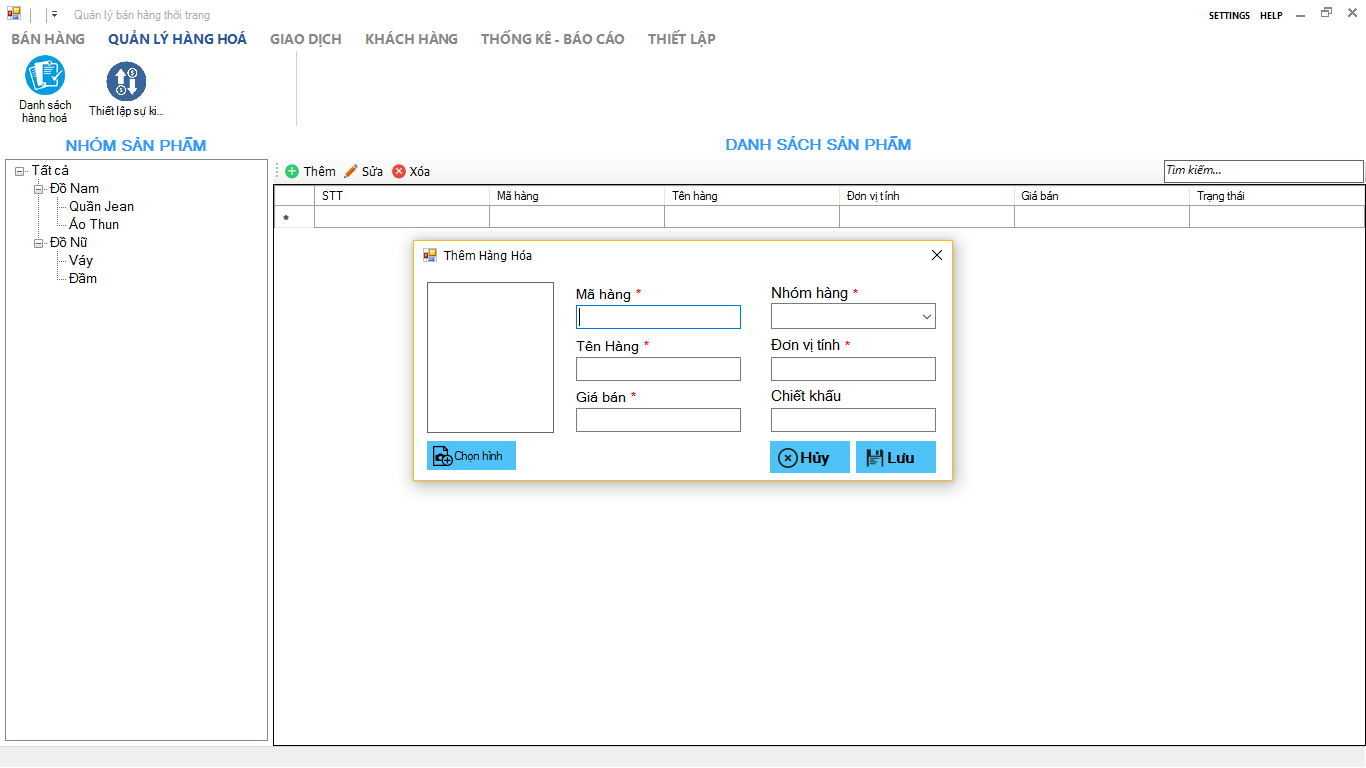 Quản lý bán hàng thời trang
SETTINGS HELP
BÁN HÀNG QUẢN LÝ HÀNG HOÁ GIAO DỊCH KHÁCH HÀNG THỐNG KÊ - BÁO CÁO THIẾT LẬP
Danh sách
hàng hoá
Thiết lập sự ki...
NHÓM SẢN PHẨM
Tất cả
Đồ Nam
Quần Jean
Áo Thun
Đồ Nữ
Váy
Đầm
DANH SÁCH SẢN PHẨM
Thêm Sửa Xóa
Tìm kiếm...
STT Mã hàng Tên hàng Đơn vị tính Giá bán Trạng thái
Thêm Hàng Hóa
Mã hàng *
Nhóm hàng *
Tên Hàng *
Đơn vị tính *
Giá bán *
Chiết khấu
Chọn hình
Hủy
Lưu